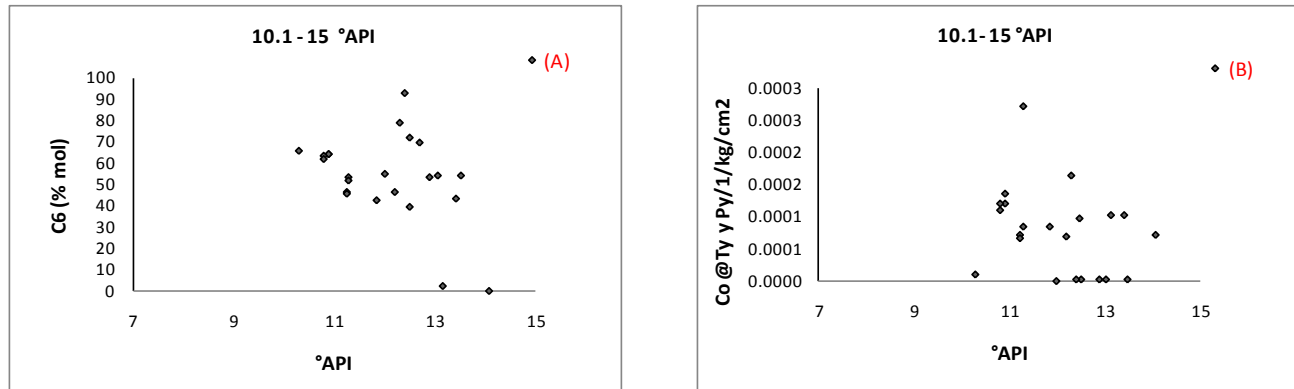 10.1 - 15 °API
(A)
100
90
80
70
60
50
40
30
20
10
0
C6 (% mol)
7 9 11 13 15
°API
10.1 - 15 °API
(B)
0.0003
0.0003
0.0002
0.0002
0.0001
0.0001
0.0000
Co @Ty y Py/1/kg/cm2
7 9 11 13 15
°API